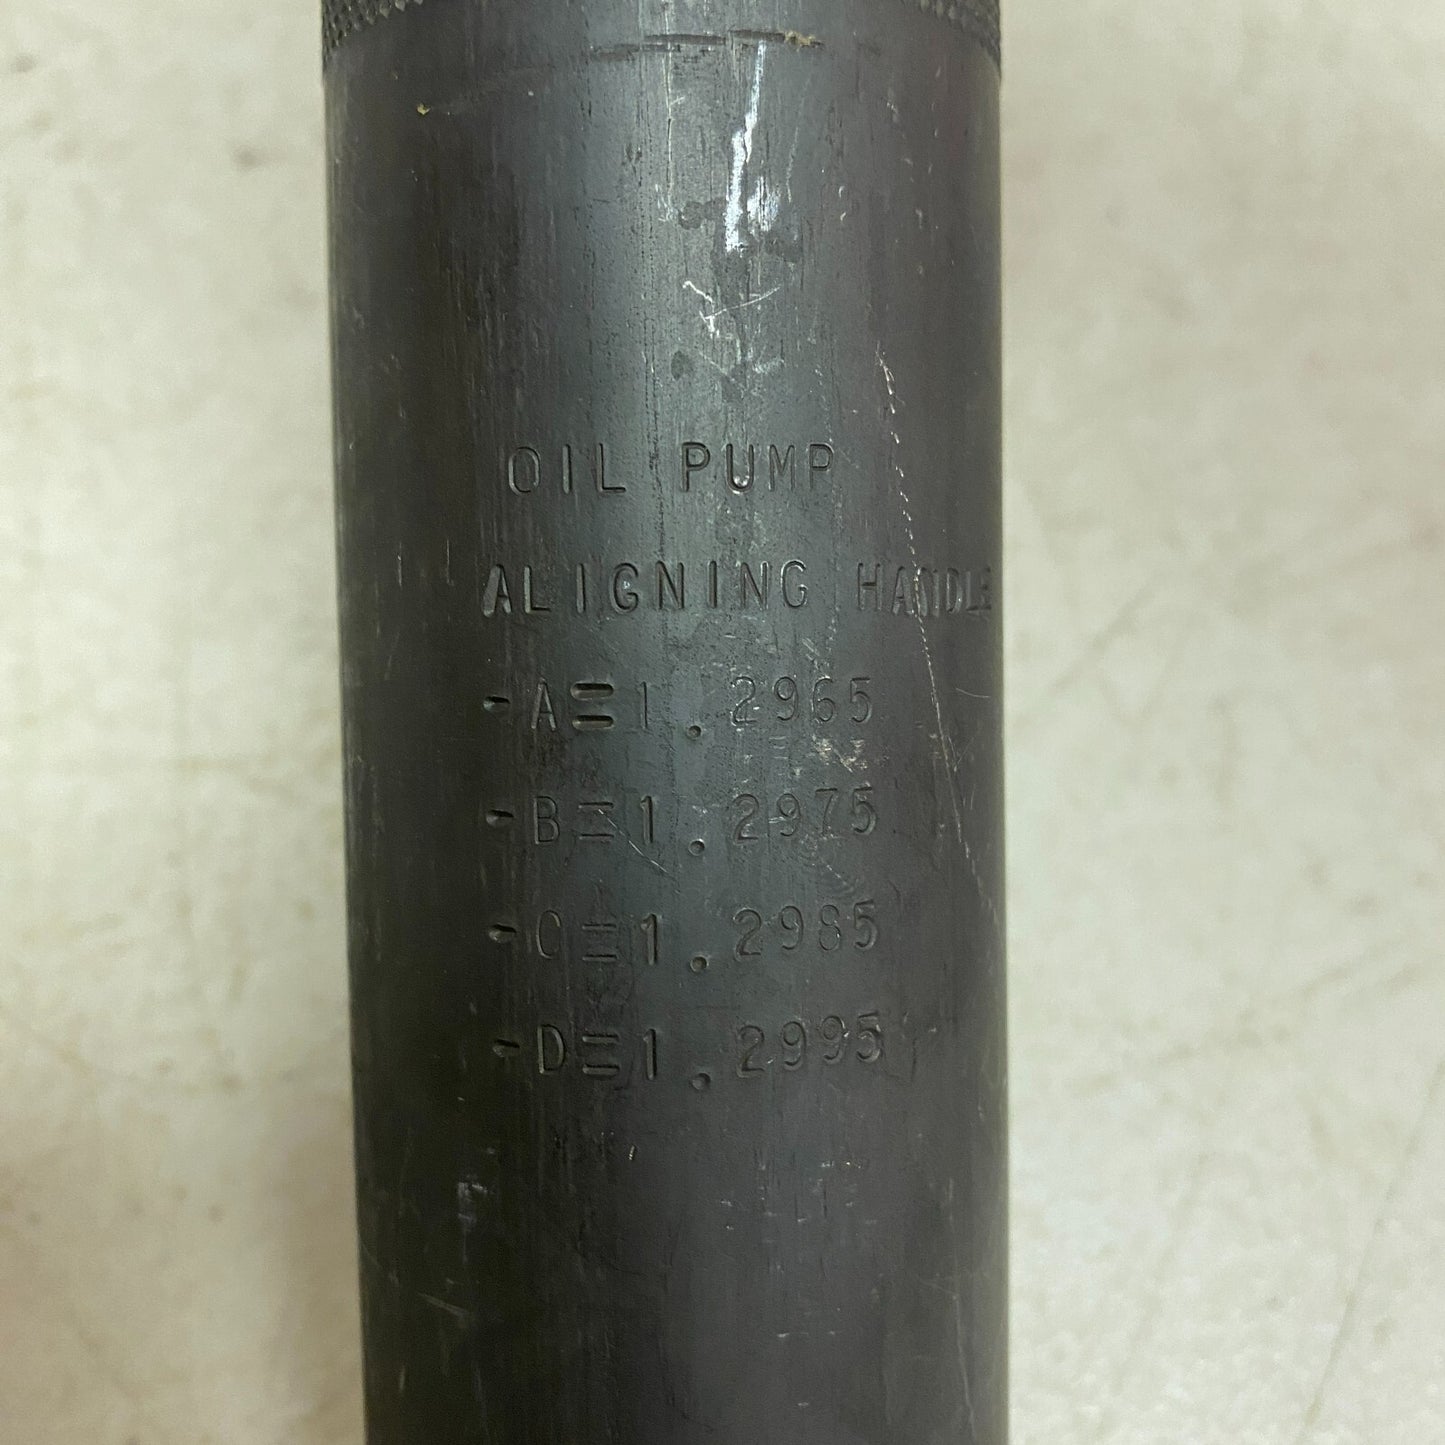 OIL PUMP
ALIGNING HANDLE
-A=1.2965
-B=1.2975
-C=1.2985
-D=1.2995